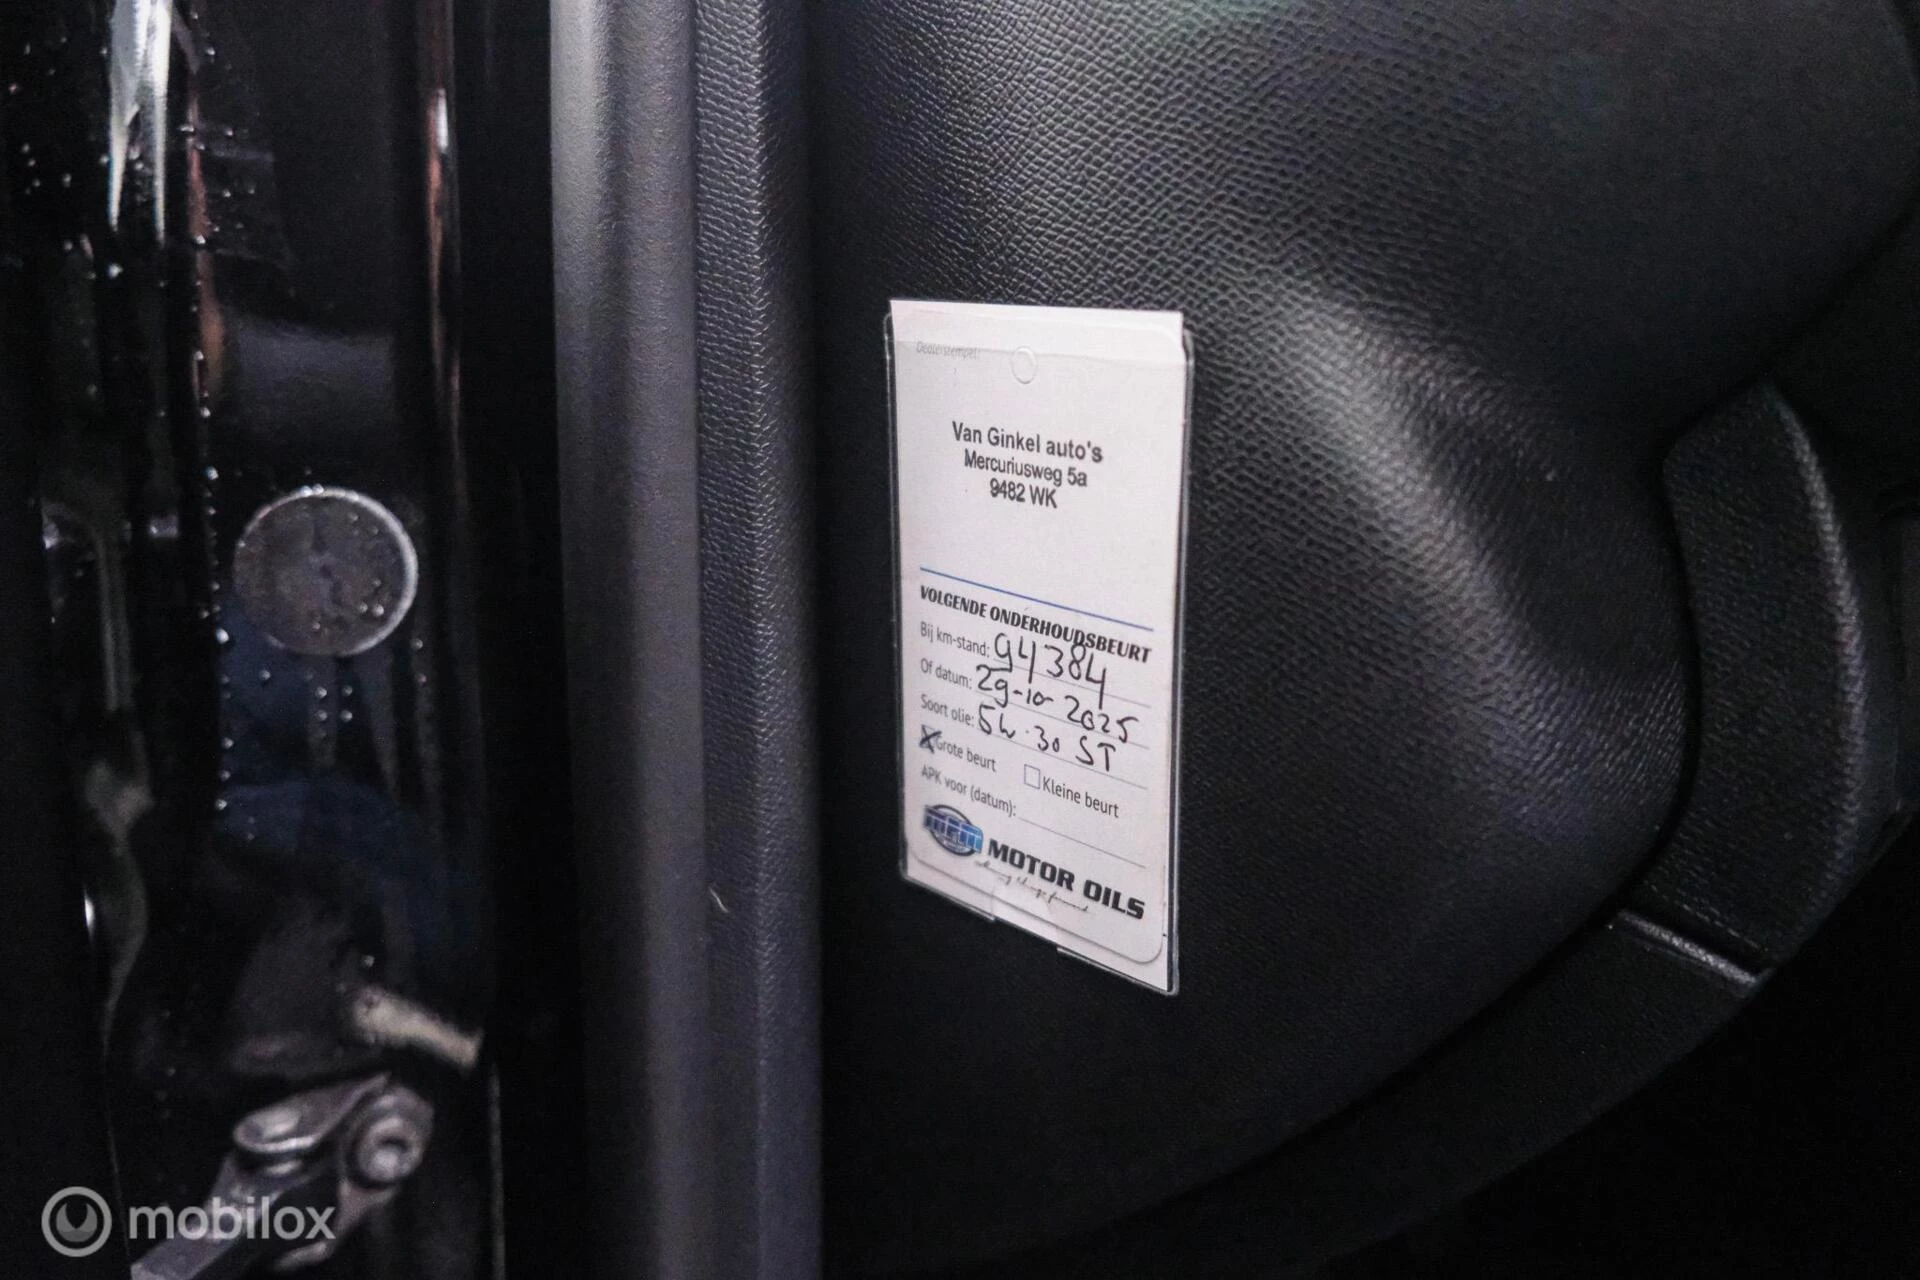 Dealerstempel:
Van Ginkel auto's
Mercuriusweg 5a
9482 WK
VOLGENDE ONDERHOUDSBEURT
Bij km-stand: 94384
Of datum: 29-10-2025
Soort olie: 5W-30 ST
Grote beurt Kleine beurt
APK voor (datum):
MPM MOTOR OILS
mobilox